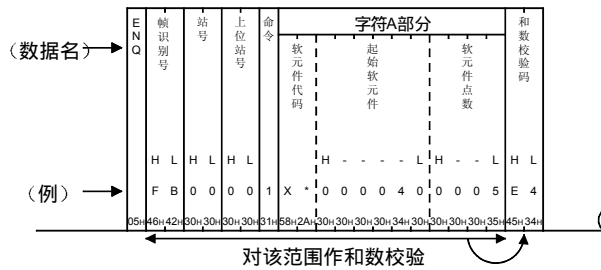 字符A部分
E N Q
帧识别号
站号
上位站号
命令
和数校验码
（数据名）
软元件代码
起始软元件
软元件点数
H L H L H L H - - - - L H - - L H L
（例） F B 0 0 0 0 1 X * 0 0 0 0 4 0 0 0 0 5 E 4
05H 46H 42H 30H 30H 30H 30H 31H 58H 2AH 30H 30H 30H 30H 34H 30H 30H 30H 30H 35H 45H 34H
对该范围作和数校验